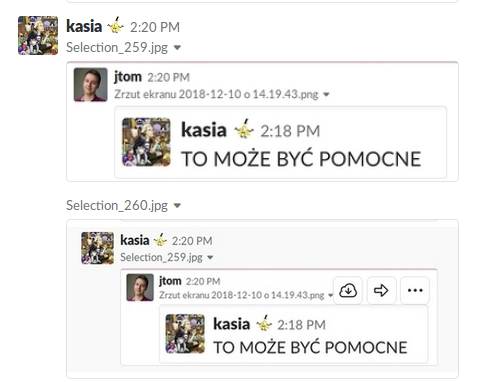 kasia 2:20 PM
Selection_259.jpg
jtom 2:20 PM
Zrzut ekranu 2018-12-10 o 14.19.43.png
kasia 2:18 PM
TO MOŻE BYĆ POMOCNE
Selection_260.jpg
kasia 2:20 PM
Selection_259.jpg
jtom 2:20 PM
Zrzut ekranu 2018-12-10 o 14.19.43.png
kasia 2:18 PM
TO MOŻE BYĆ POMOCNE